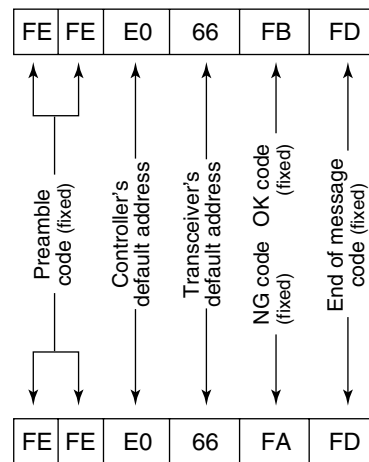 FE FE E0 66 FB FD
Preamble
code (fixed)
Controller's
default address
Transceiver's
default address
OK code
(fixed)
NG code
(fixed)
End of message
code (fixed)
FE FE E0 66 FA FD